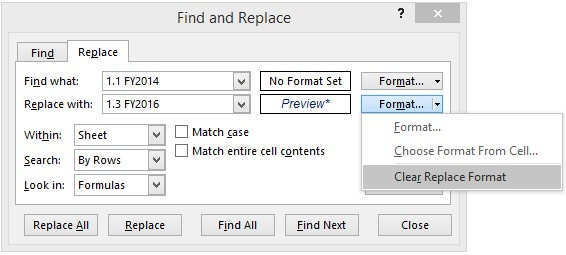 Find and Replace
?
Find Replace
Find what: 1.1 FY2014 No Format Set Format...
Replace with: 1.3 FY2016 Preview* Format...
Within: Sheet Match case
Search: By Rows Match entire cell contents
Look in: Formulas
Format...
Choose Format From Cell...
Clear Replace Format
Replace All Replace Find All Find Next Close